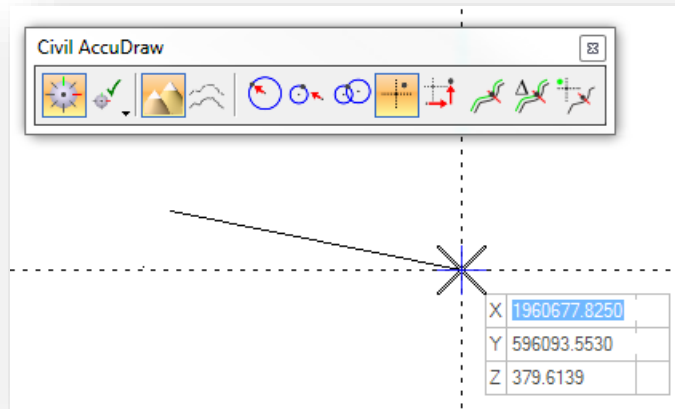 Civil AccuDraw
Δ
X 1960677.8250
Y 596093.5530
Z 379.6139